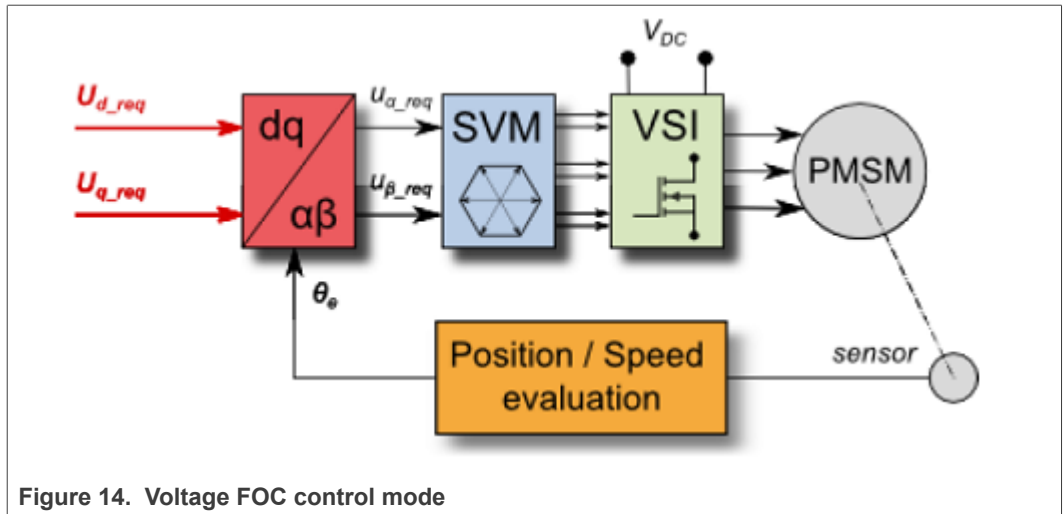 V_DC
U_d_req
u_α_req
dq
SVM
VSI
U_q_req
u_β_req
αβ
PMSM
θ_e
Position / Speed
evaluation
sensor
Figure 14. Voltage FOC control mode